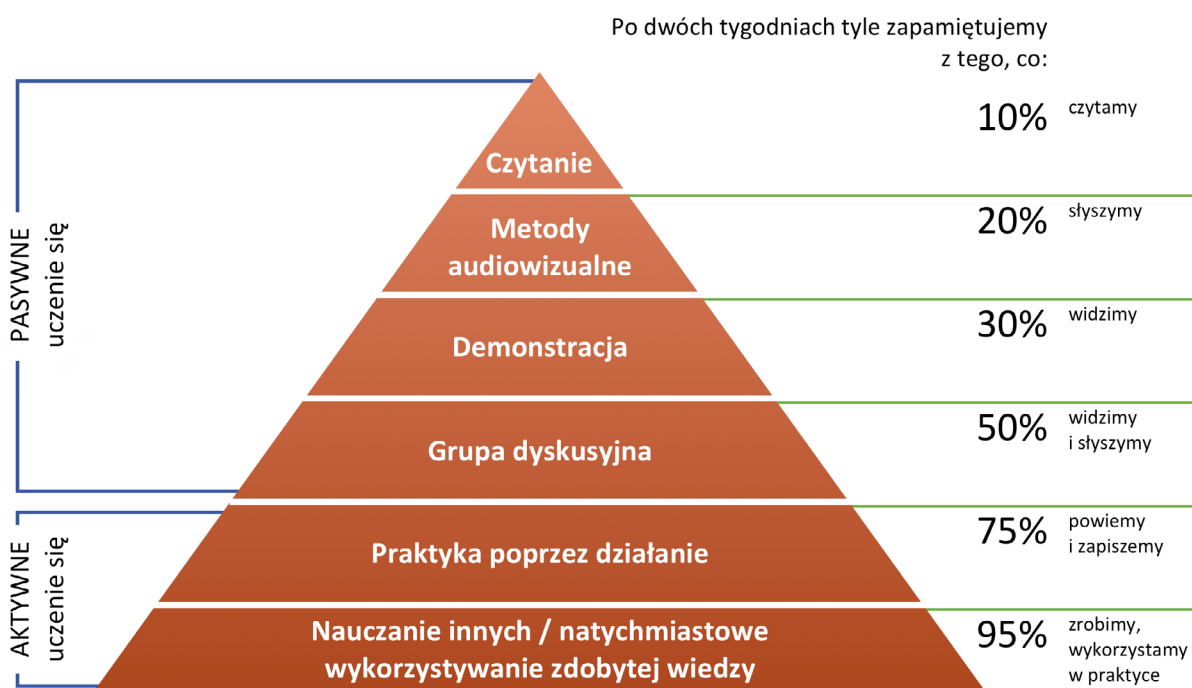 Po dwóch tygodniach tyle zapamiętujemy
z tego, co:
PASYWNE
uczenie się
AKTYWNE
uczenie się
Czytanie
10%
czytamy
Metody
audiowizualne
20%
słyszymy
Demonstracja
30%
widzimy
Grupa dyskusyjna
50%
widzimy
i słyszymy
Praktyka poprzez działanie
75%
powiemy
i zapiszemy
Nauczanie innych / natychmiastowe
wykorzystywanie zdobytej wiedzy
95%
zrobimy,
wykorzystamy
w praktyce